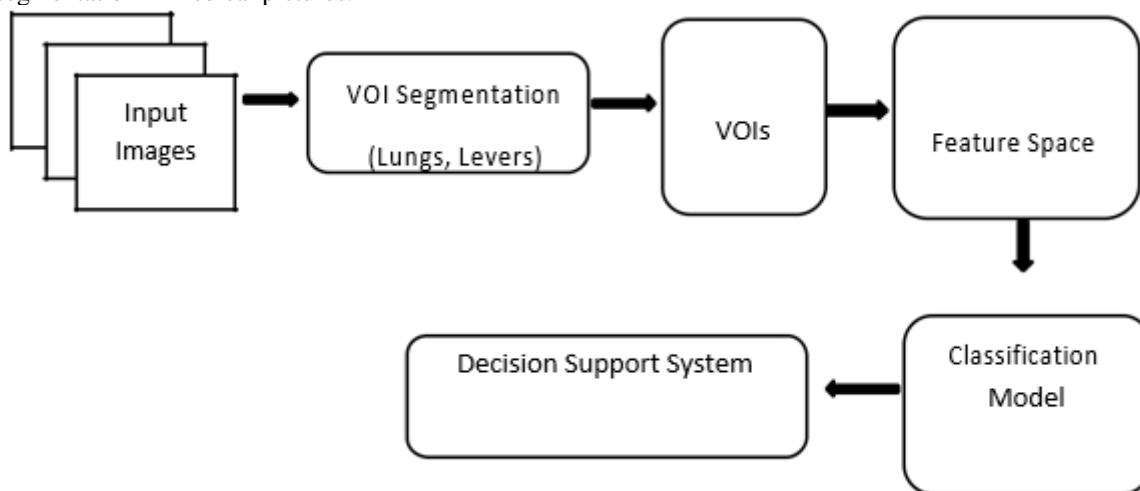 Input
Images
VOI Segmentation
(Lungs, Levers)
VOIs
Feature Space
Classification
Model
Decision Support System